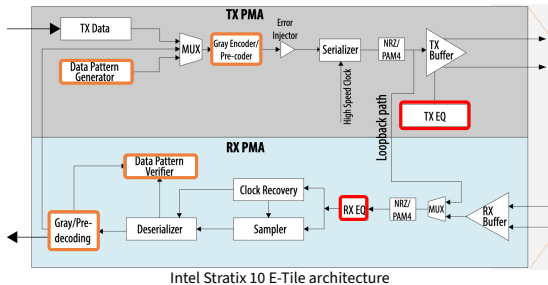 TX PMA
TX Data
Data Pattern
Generator
MUX
Gray Encoder/
Pre-coder
Error
Injector
Serializer
High Speed Clock
NRZ/
PAM4
TX
Buffer
TX EQ
Loopback path
RX PMA
Data Pattern
Verifier
Gray/Pre-
decoding
Deserializer
Clock Recovery
Sampler
RX EQ
NRZ/
PAM4
MUX
RX
Buffer
Intel Stratix 10 E-Tile architecture